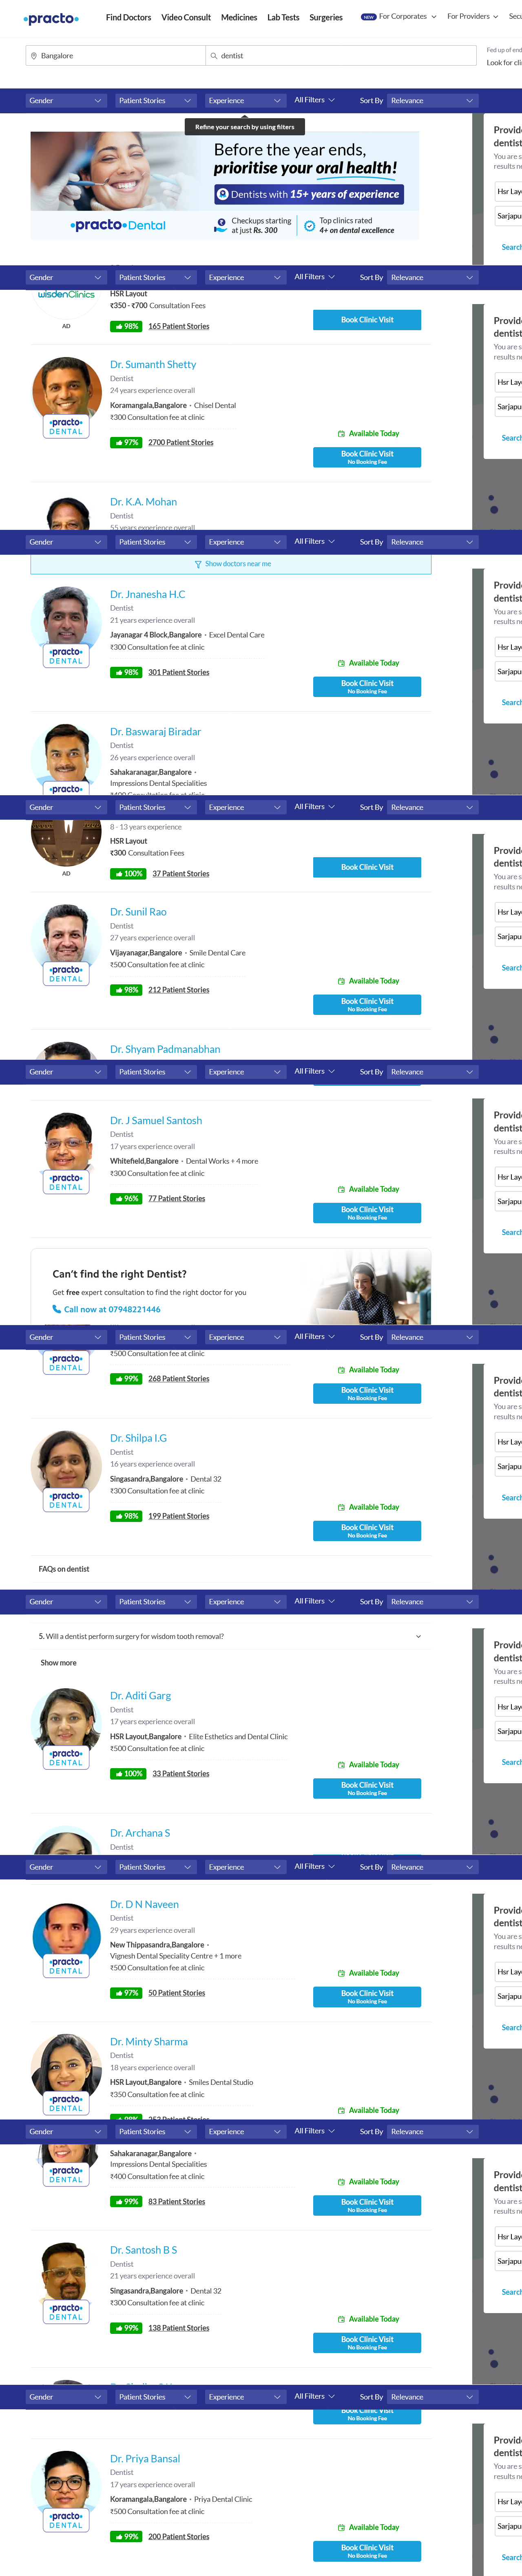 practo
Find Doctors Video Consult Medicines Lab Tests Surgeries NEW For Corporates For Providers
Bangalore dentist
Gender Patient Stories Experience All Filters Sort By Relevance
Refine your search by using filters
Before your year ends,
prioritise your oral health!
Dentists with 15+ years of experience
practo Dental
Checkups starting
at just Rs. 300
Top clinics rated
4+ on dental excellence
Gender Patient Stories Experience All Filters Sort By Relevance
wisdenClinics
AD
HSR Layout
₹350 - ₹700 Consultation Fees
98% 165 Patient Stories
Book Clinic Visit
Dr. Sumanth Shetty
Dentist
24 years experience overall
Koramangala,Bangalore • Chisel Dental
₹300 Consultation fee at clinic
practo
DENTAL
97% 2700 Patient Stories
Available Today
Book Clinic Visit
No Booking Fee
Dr. K.A. Mohan
Dentist
55 years experience overall
Gender Patient Stories Experience All Filters Sort By Relevance
Show doctors near me
Dr. Jnanesha H.C
Dentist
21 years experience overall
Jayanagar 4 Block,Bangalore • Excel Dental Care
₹300 Consultation fee at clinic
practo
DENTAL
98% 301 Patient Stories
Available Today
Book Clinic Visit
No Booking Fee
Dr. Baswaraj Biradar
Dentist
26 years experience overall
Sahakaranagar,Bangalore •
Impressions Dental Specialities
practo
Gender Patient Stories Experience All Filters Sort By Relevance
8 - 13 years experience
HSR Layout
₹300 Consultation Fees
AD
100% 37 Patient Stories
Book Clinic Visit
Dr. Sunil Rao
Dentist
27 years experience overall
Vijayanagar,Bangalore • Smile Dental Care
₹500 Consultation fee at clinic
practo
DENTAL
98% 212 Patient Stories
Available Today
Book Clinic Visit
No Booking Fee
Dr. Shyam Padmanabhan
Gender Patient Stories Experience All Filters Sort By Relevance
Dr. J Samuel Santosh
Dentist
17 years experience overall
Whitefield,Bangalore • Dental Works + 4 more
₹300 Consultation fee at clinic
practo
DENTAL
96% 77 Patient Stories
Available Today
Book Clinic Visit
No Booking Fee
Can't find the right Dentist?
Get free expert consultation to find the right doctor for you
Call now at 07948221446
Gender Patient Stories Experience All Filters Sort By Relevance
₹500 Consultation fee at clinic
practo
DENTAL
99% 268 Patient Stories
Available Today
Book Clinic Visit
No Booking Fee
Dr. Shilpa I.G
Dentist
16 years experience overall
Singasandra,Bangalore • Dental 32
₹300 Consultation fee at clinic
practo
DENTAL
98% 199 Patient Stories
Available Today
Book Clinic Visit
No Booking Fee
FAQs on dentist
Gender Patient Stories Experience All Filters Sort By Relevance
5. Will a dentist perform surgery for wisdom tooth removal?
Show more
Dr. Aditi Garg
Dentist
17 years experience overall
HSR Layout,Bangalore • Elite Esthetics and Dental Clinic
₹500 Consultation fee at clinic
practo
DENTAL
100% 33 Patient Stories
Available Today
Book Clinic Visit
No Booking Fee
Dr. Archana S
Dentist
Gender Patient Stories Experience All Filters Sort By Relevance
Dr. D N Naveen
Dentist
29 years experience overall
New Thippasandra,Bangalore •
Vignesh Dental Speciality Centre + 1 more
₹500 Consultation fee at clinic
practo
DENTAL
97% 50 Patient Stories
Available Today
Book Clinic Visit
No Booking Fee
Dr. Minty Sharma
Dentist
18 years experience overall
HSR Layout,Bangalore • Smiles Dental Studio
₹350 Consultation fee at clinic
practo
DENTAL
Available Today
Gender Patient Stories Experience All Filters Sort By Relevance
Sahakaranagar,Bangalore •
Impressions Dental Specialities
₹400 Consultation fee at clinic
practo
DENTAL
99% 83 Patient Stories
Available Today
Book Clinic Visit
No Booking Fee
Dr. Santosh B S
Dentist
21 years experience overall
Singasandra,Bangalore • Dental 32
₹300 Consultation fee at clinic
practo
DENTAL
99% 138 Patient Stories
Available Today
Book Clinic Visit
No Booking Fee
Gender Patient Stories Experience All Filters Sort By Relevance
Book Clinic Visit
No Booking Fee
Dr. Priya Bansal
Dentist
17 years experience overall
Koramangala,Bangalore • Priya Dental Clinic
₹500 Consultation fee at clinic
practo
DENTAL
99% 200 Patient Stories
Available Today
Book Clinic Visit
No Booking Fee